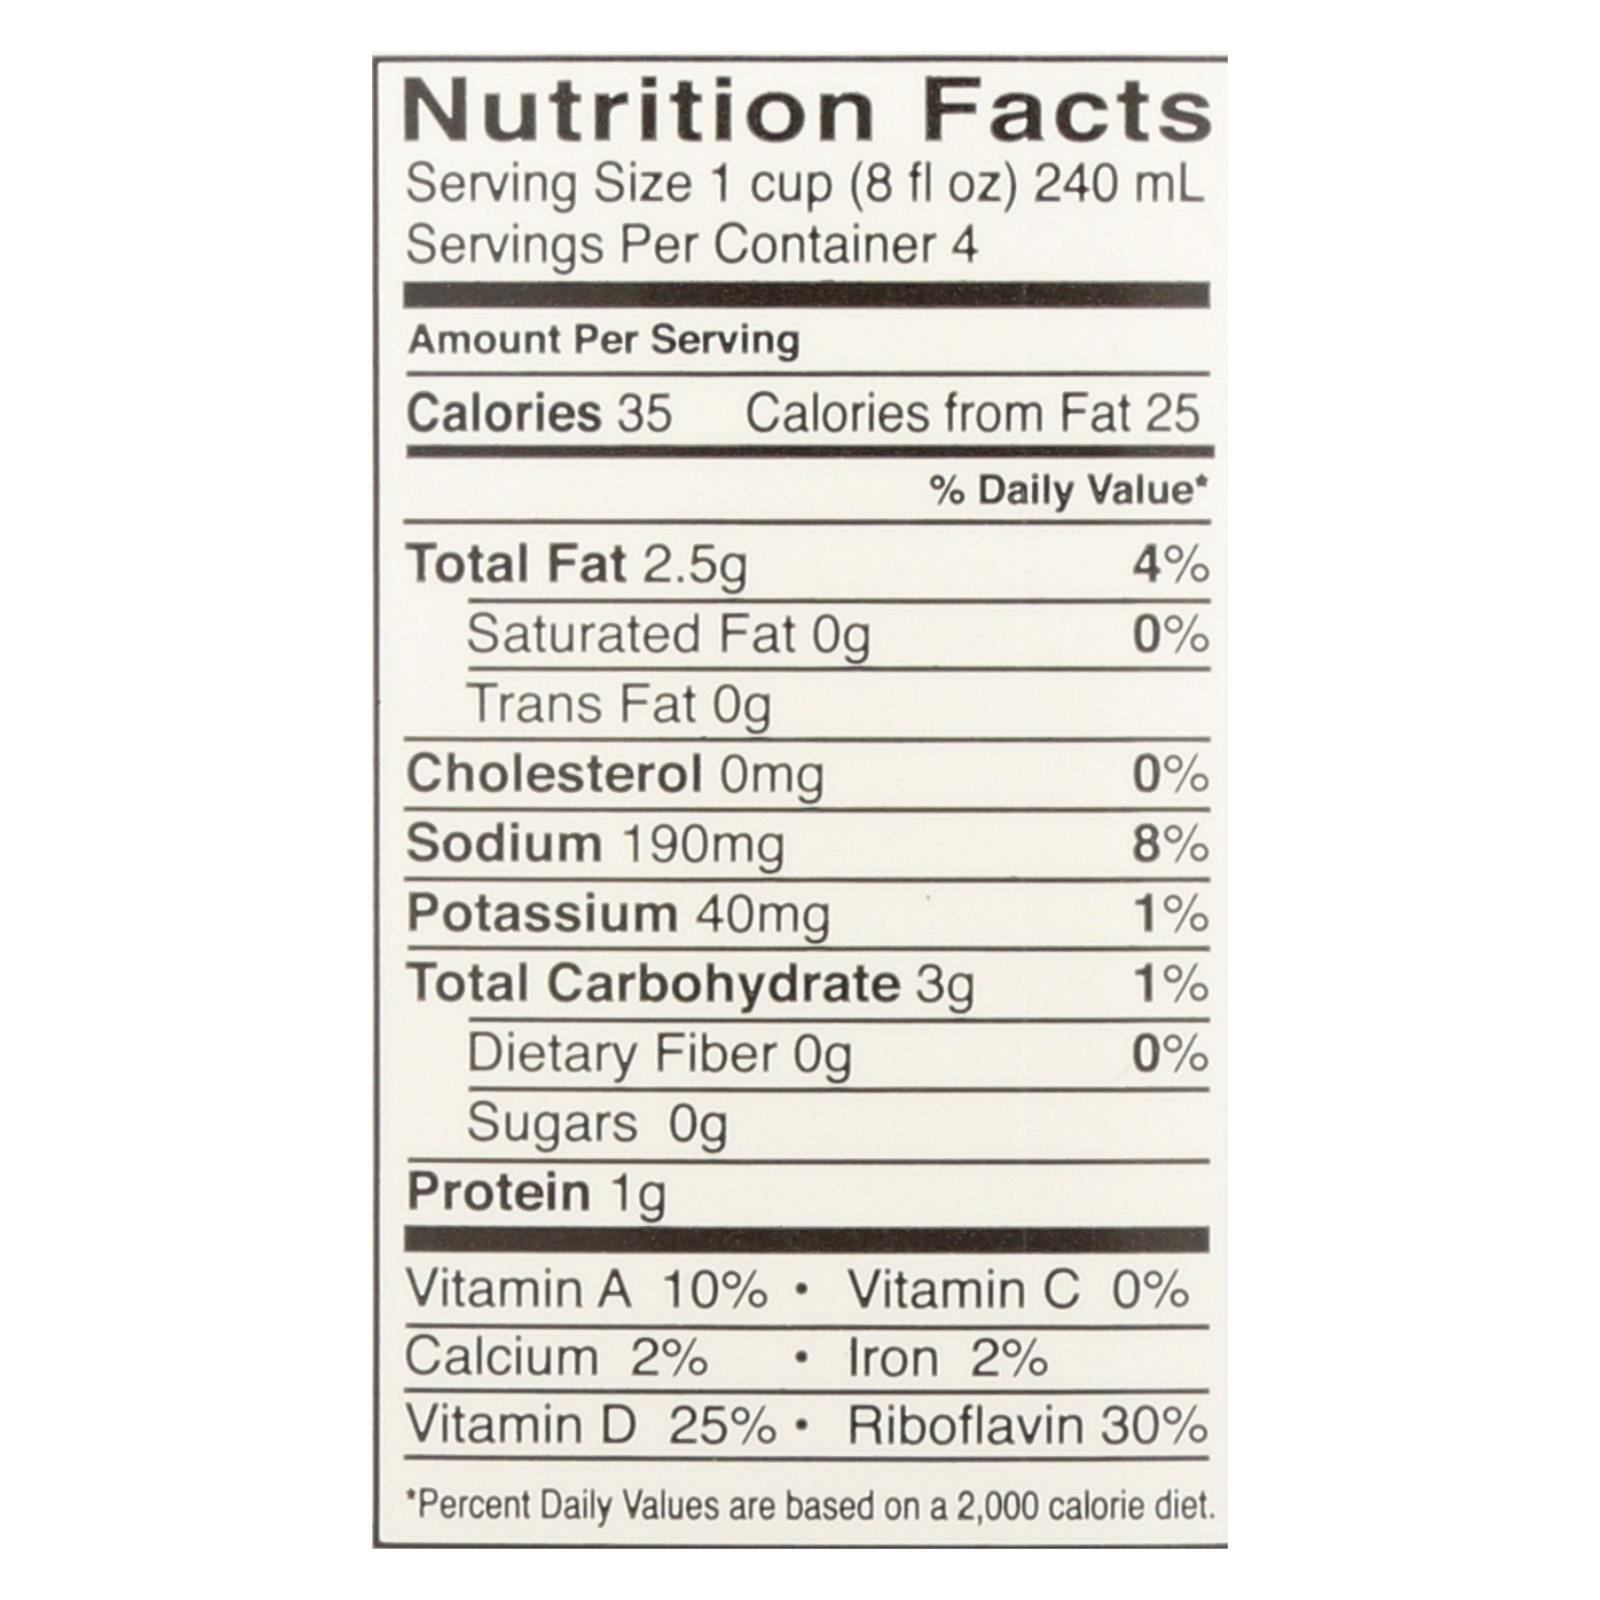 Nutrition Facts
Serving Size 1 cup (8 fl oz) 240 mL
Servings Per Container 4
Amount Per Serving
Calories 35 Calories from Fat 25
% Daily Value*
Total Fat 2.5g 4%
Saturated Fat 0g 0%
Trans Fat 0g
Cholesterol 0mg 0%
Sodium 190mg 8%
Potassium 40mg 1%
Total Carbohydrate 3g 1%
Dietary Fiber 0g 0%
Sugars 0g
Protein 1g
Vitamin A 10% • Vitamin C 0%
Calcium 2% • Iron 2%
Vitamin D 25% • Riboflavin 30%
*Percent Daily Values are based on a 2,000 calorie diet.